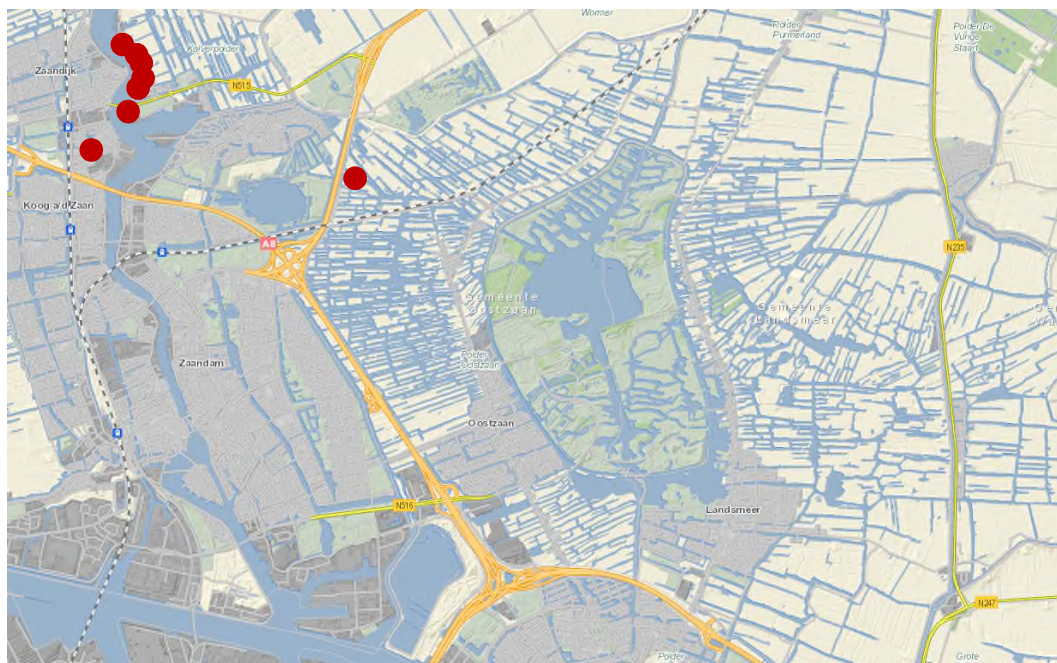 Wormer
Polder
Purmerland
Polder De
Vurige
Staart
Kalverpolder
Zaandijk
N515
Koog a/d Zaan
A8
N235
Gemeente
Oostzaan
Gemeente
Landsmeer
Zaandam
Polder
Oostzaan
Oostzaan
N516
Landsmeer
N247
Polder
Grote